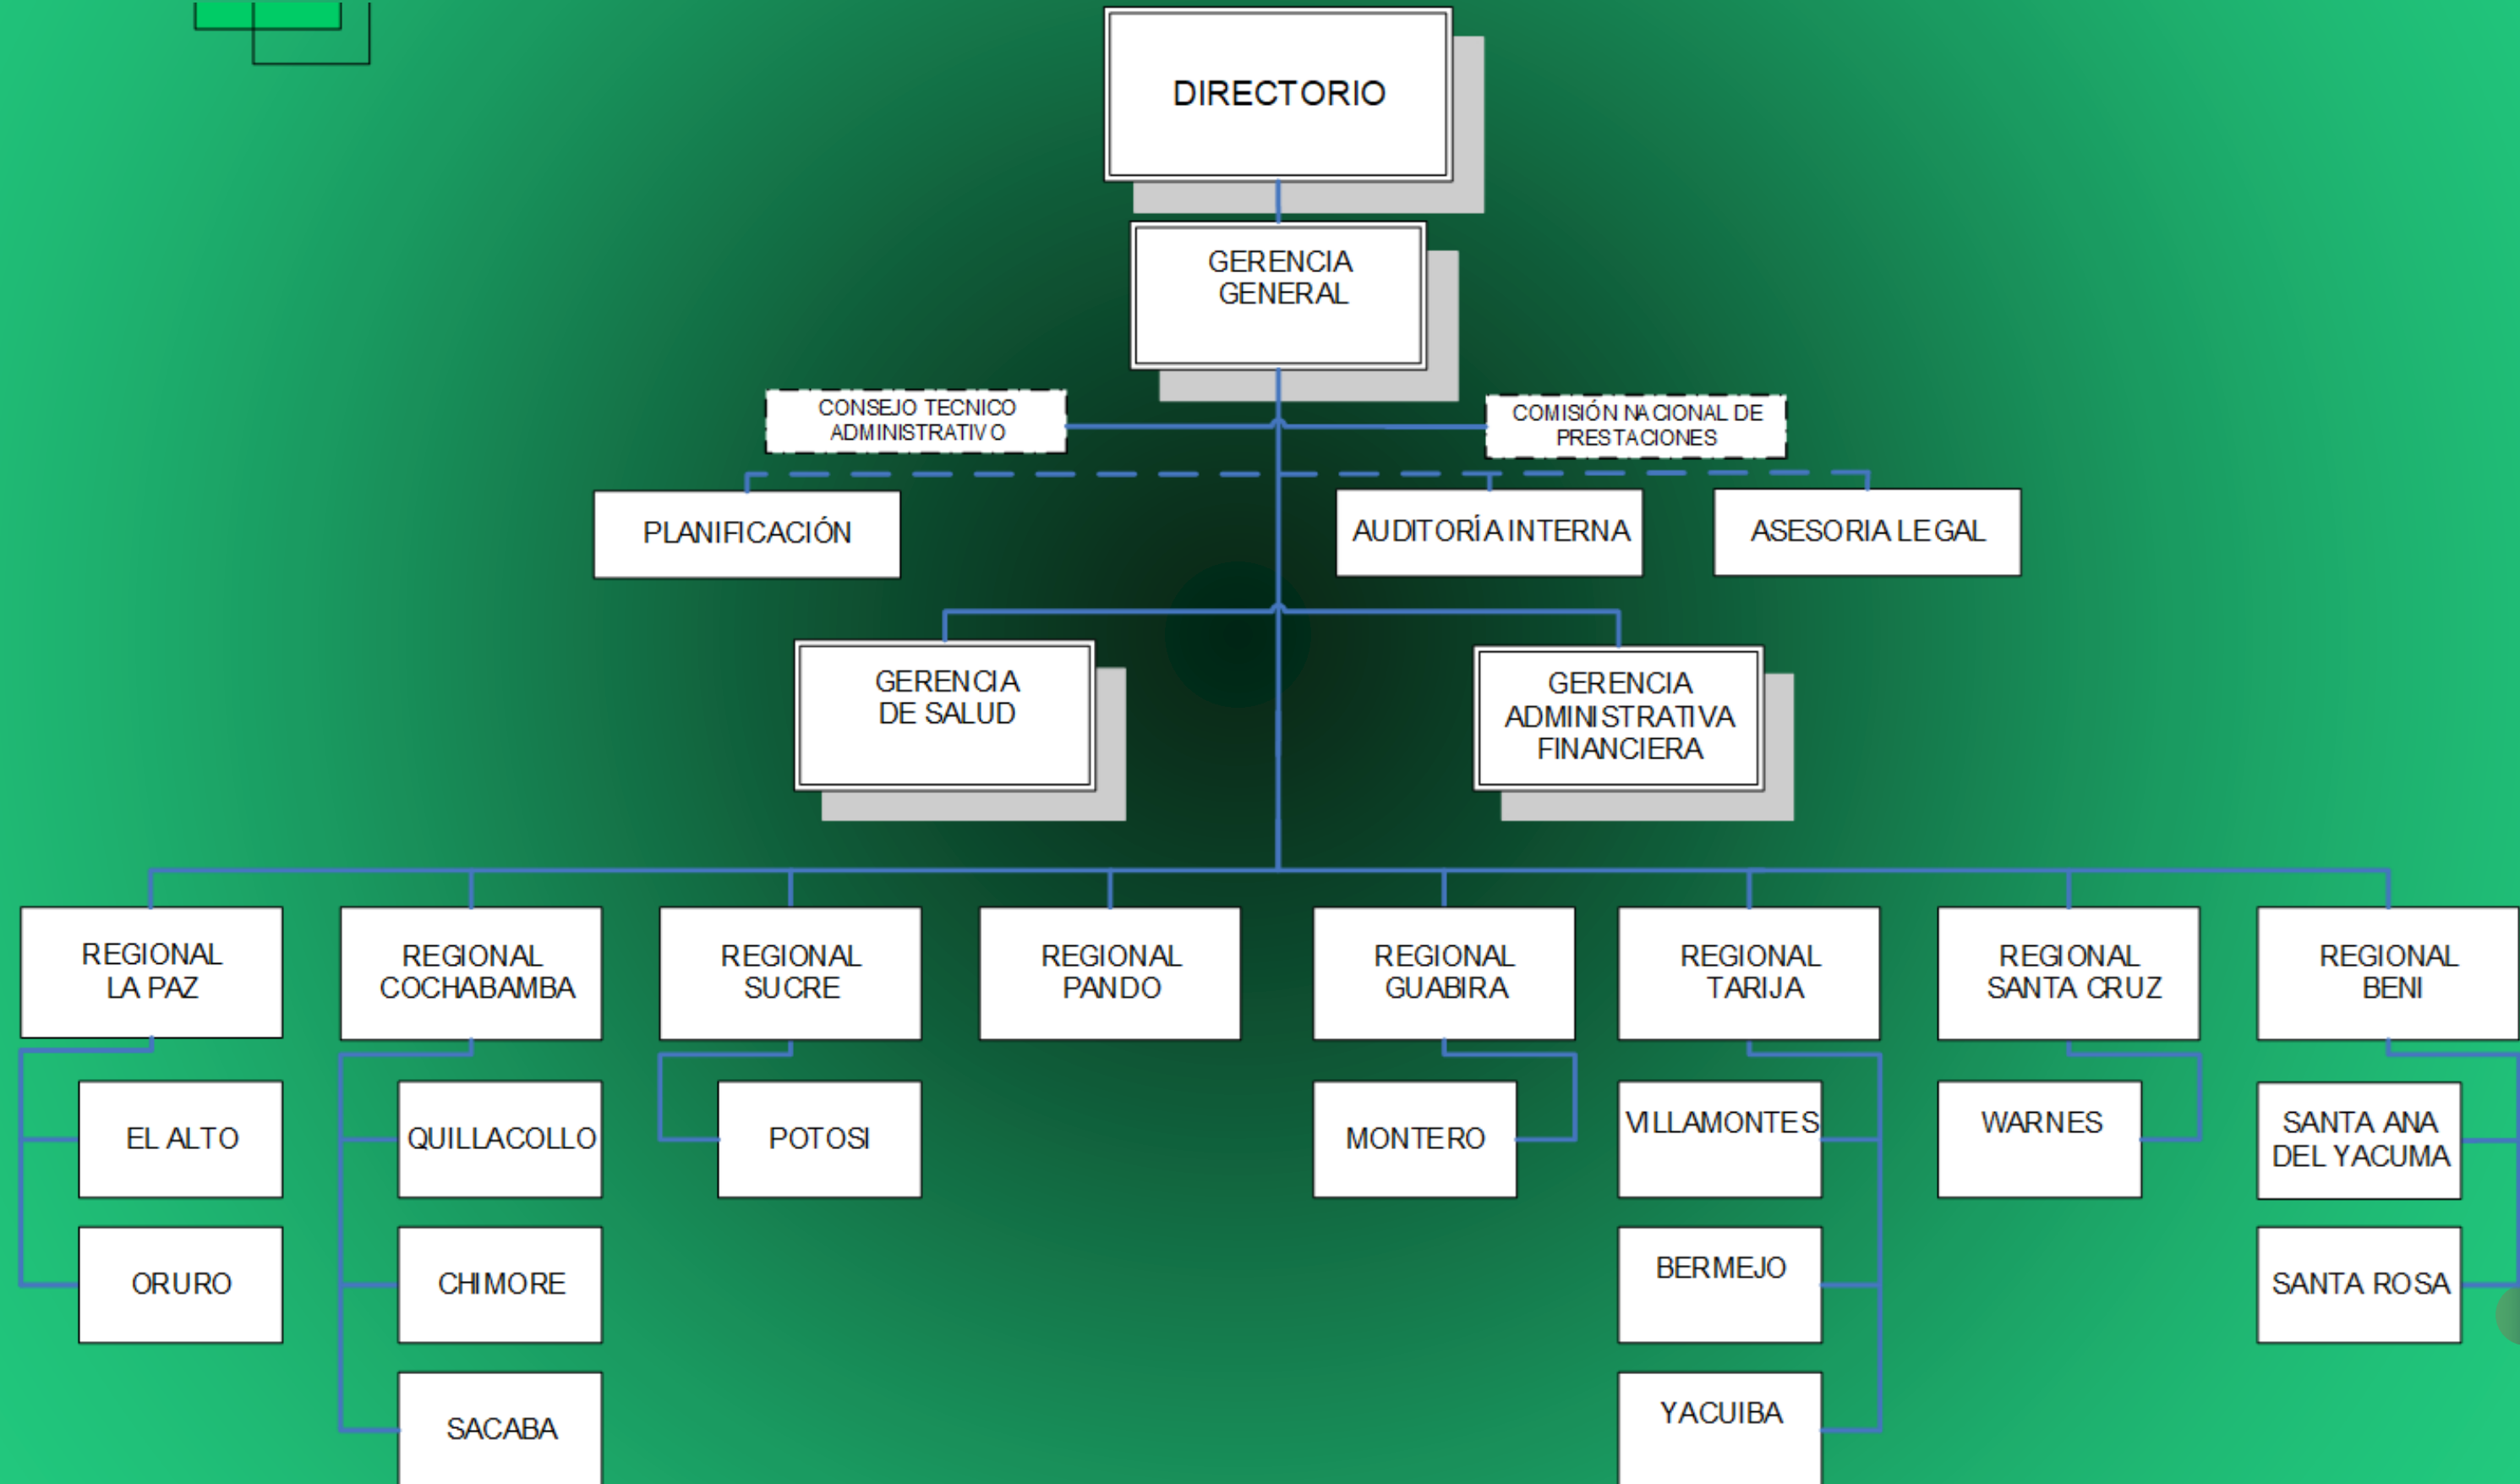 DIRECTORIO
GERENCIA
GENERAL
CONSEJO TECNICO
ADMINISTRATIVO
COMISIÓN NACIONAL DE
PRESTACIONES
PLANIFICACIÓN
AUDITORÍA INTERNA
ASESORIA LEGAL
GERENCIA
DE SALUD
GERENCIA
ADMINISTRATIVA
FINANCIERA
REGIONAL
LA PAZ
REGIONAL
COCHABAMBA
REGIONAL
SUCRE
REGIONAL
PANDO
REGIONAL
GUABIRA
REGIONAL
TARIJA
REGIONAL
SANTA CRUZ
REGIONAL
BENI
EL ALTO
QUILLACOLLO
POTOSI
MONTERO
VILLAMONTES
WARNES
SANTA ANA
DEL YACUMA
ORURO
CHIMORE
BERMEJO
SANTA ROSA
SACABA
YACUIBA